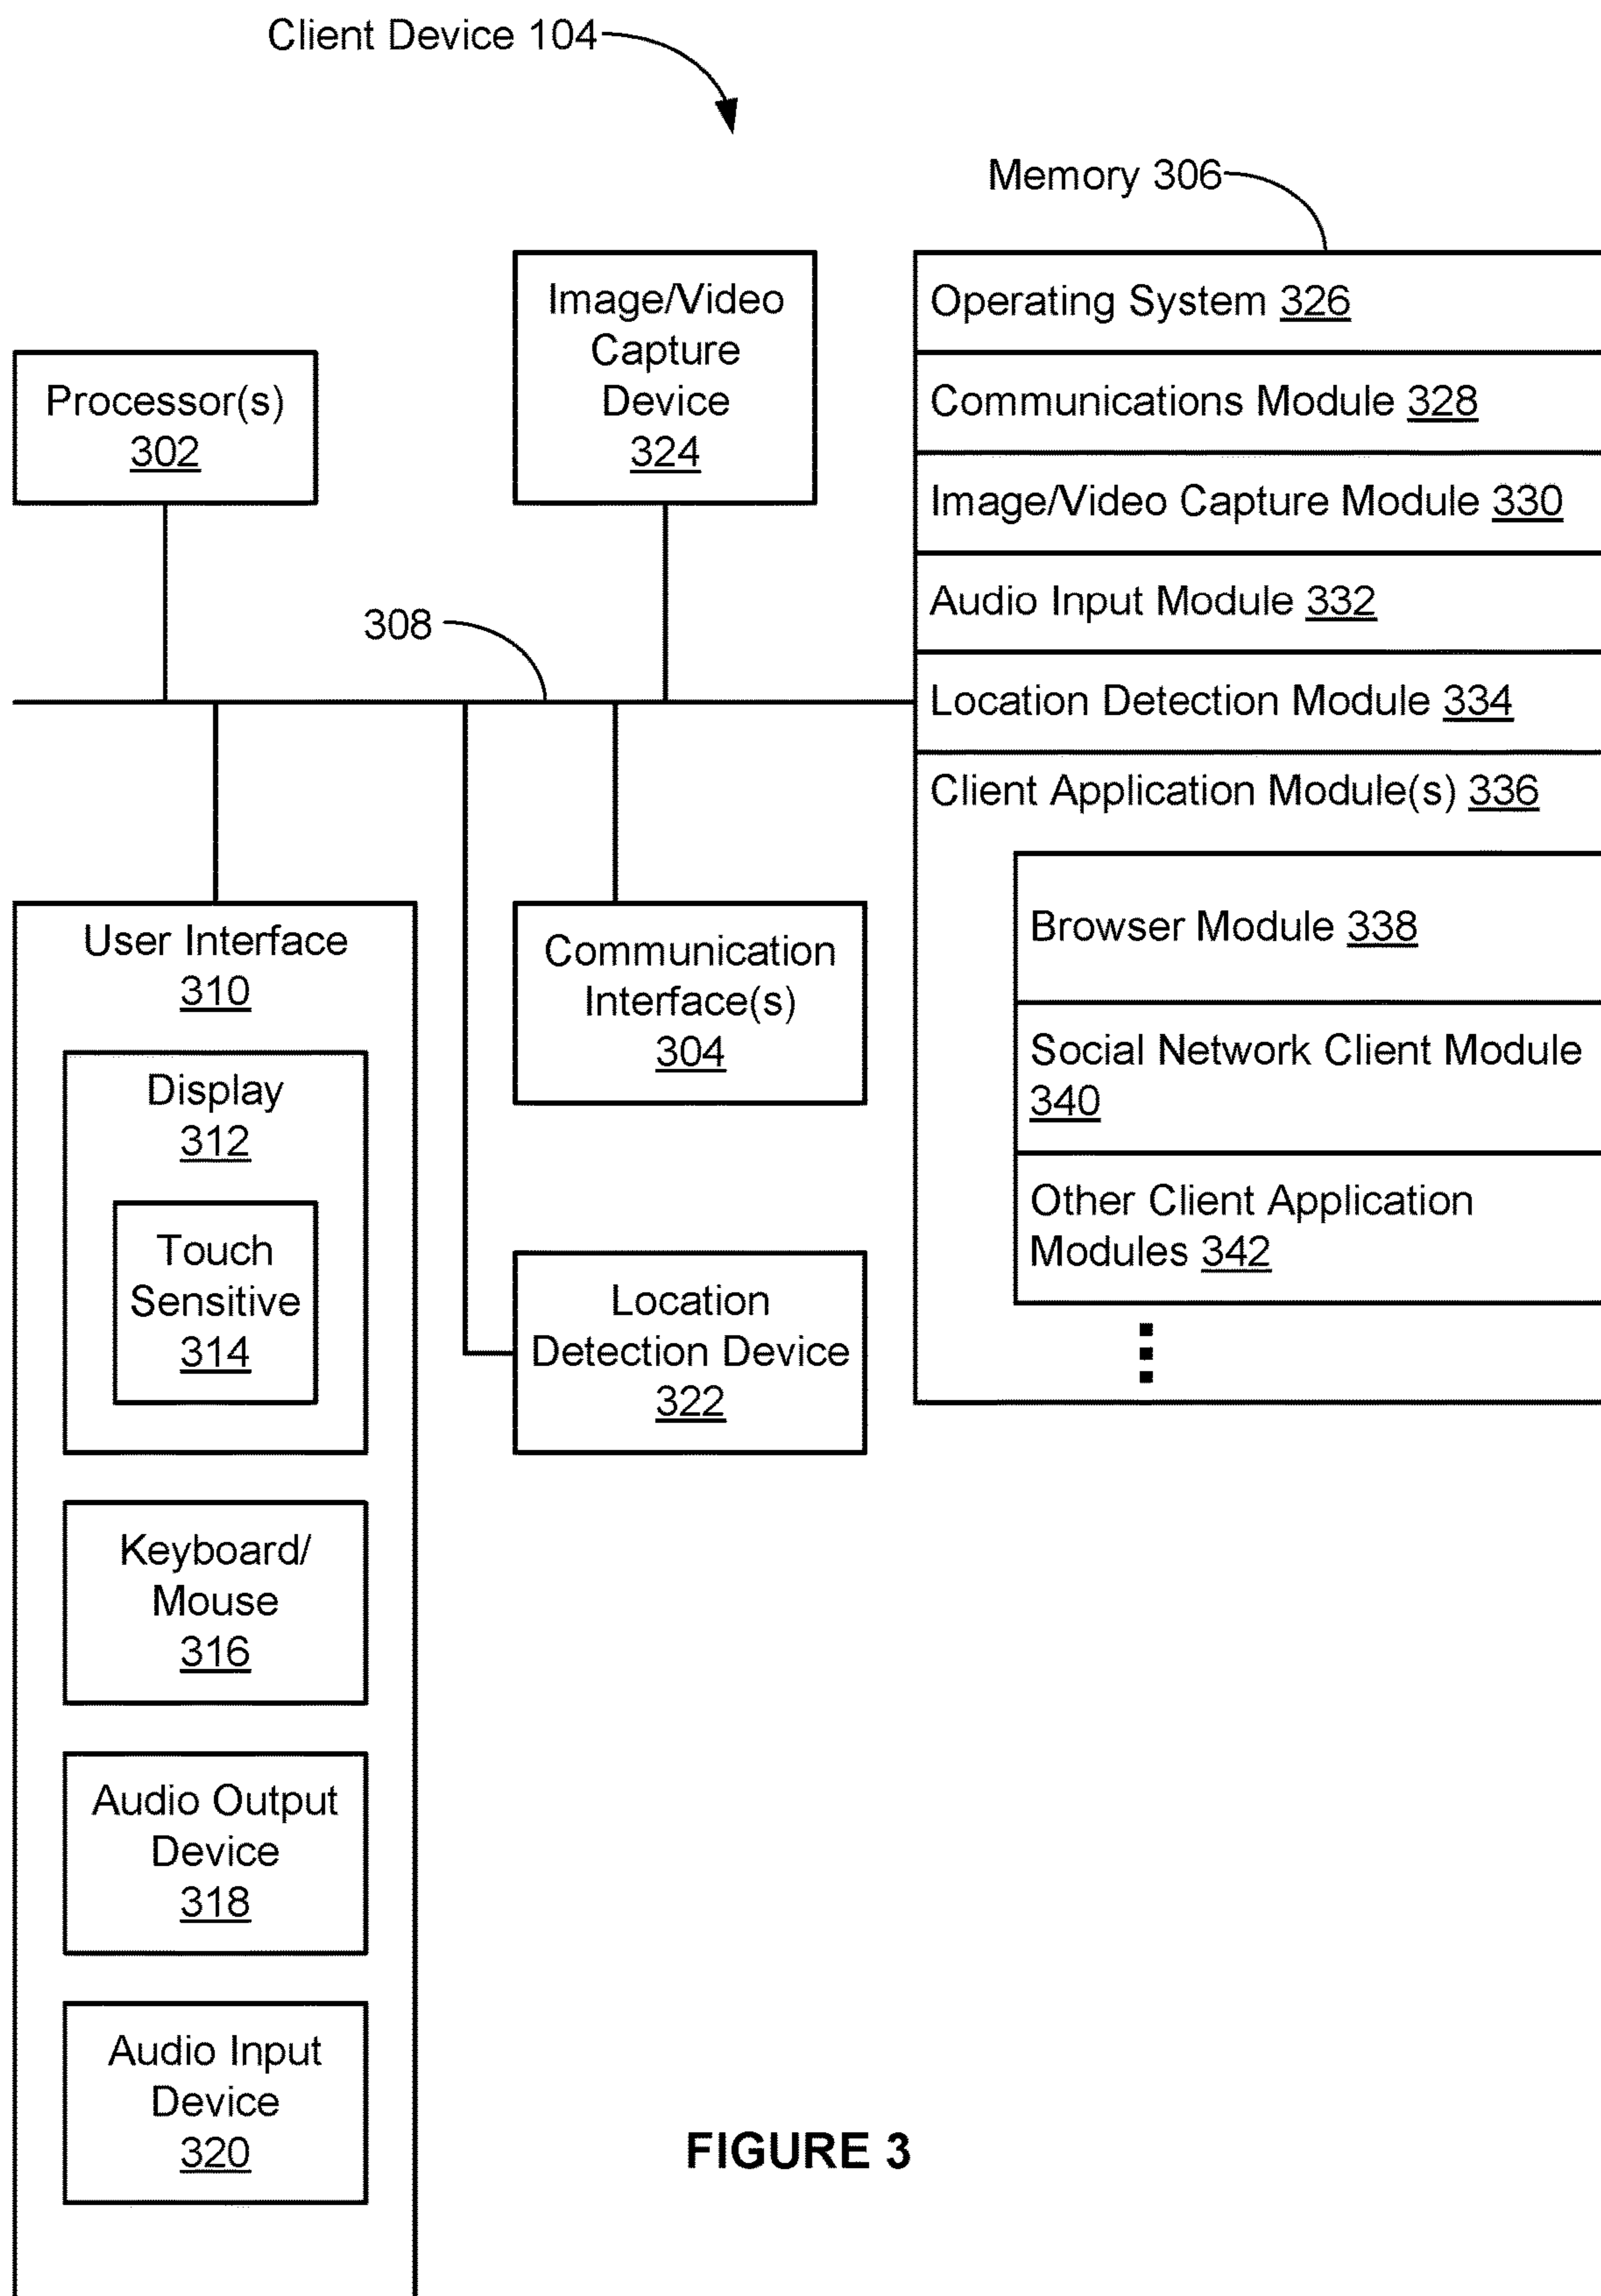 Client Device 104
Memory 306
Processor(s)
302
Image/Video
Capture
Device
324
308
Operating System 326
Communications Module 328
Image/Video Capture Module 330
Audio Input Module 332
Location Detection Module 334
Client Application Module(s) 336
Browser Module 338
Social Network Client Module
340
Other Client Application
Modules 342
User Interface
310
Display
312
Touch
Sensitive
314
Keyboard/
Mouse
316
Audio Output
Device
318
Audio Input
Device
320
Communication
Interface(s)
304
Location
Detection Device
322
FIGURE 3